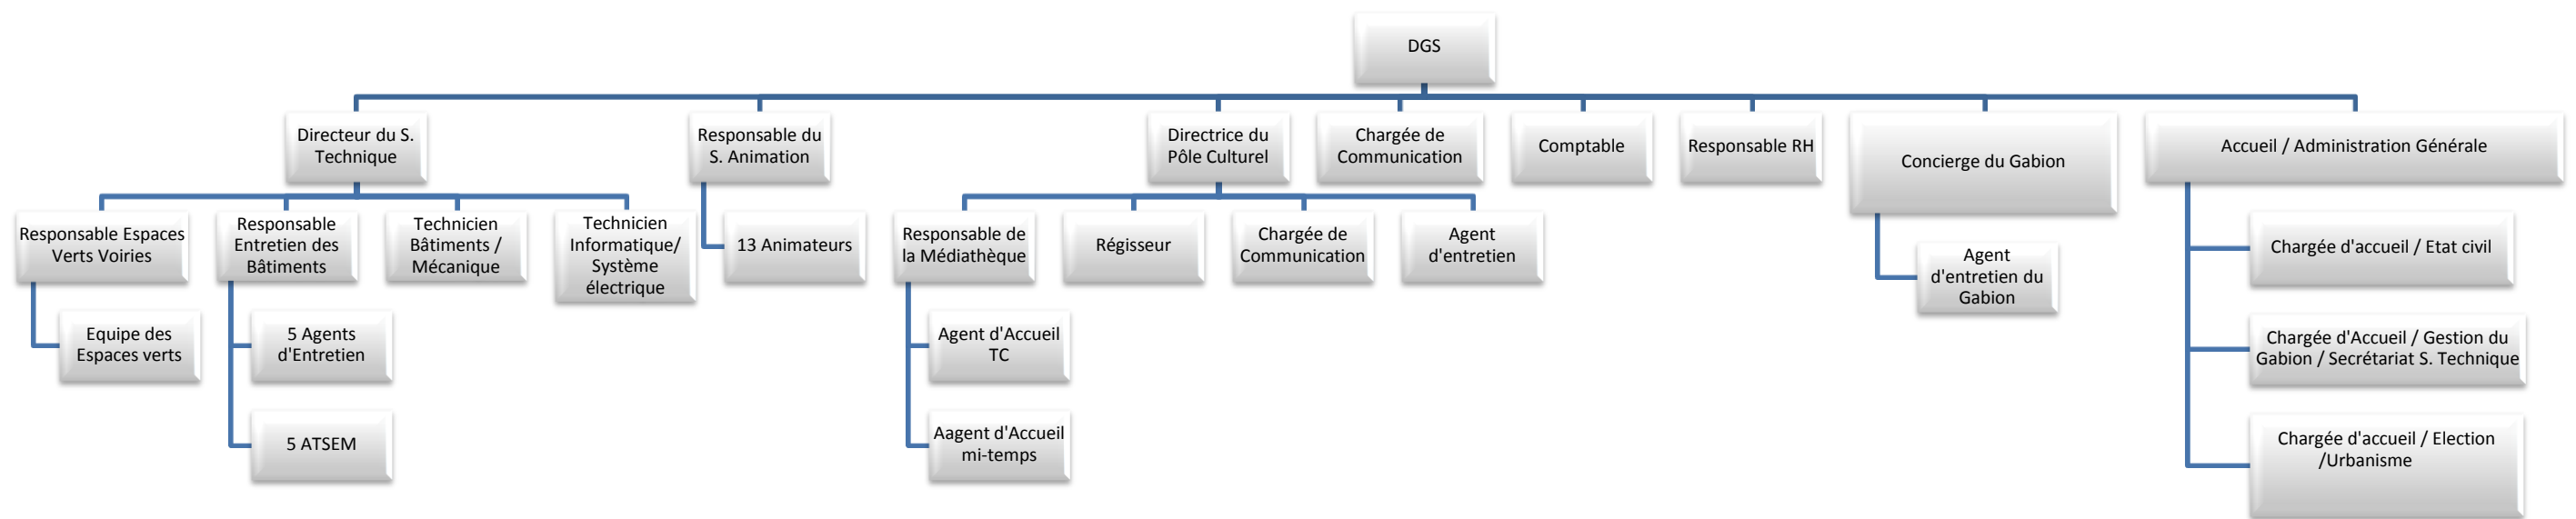 DGS
Directeur du S.
Technique
Responsable du
S. Animation
Directrice du
Pôle Culturel
Chargée de
Communication
Comptable
Responsable RH
Concierge du Gabion
Accueil / Administration Générale
Responsable Espaces
Verts Voiries
Responsable
Entretien des
Bâtiments
Technicien
Bâtiments /
Mécanique
Technicien
Informatique/
Système
électrique
13 Animateurs
Responsable de
la Médiathèque
Régisseur
Chargée de
Communication
Agent
d'entretien
Agent
d'entretien du
Gabion
Chargée d'accueil / Etat civil
Equipe des
Espaces verts
5 Agents
d'Entretien
Agent d'Accueil
TC
Chargée d'Accueil / Gestion du
Gabion / Secrétariat S. Technique
5 ATSEM
Aagent d'Accueil
mi-temps
Chargée d'accueil / Election
/Urbanisme